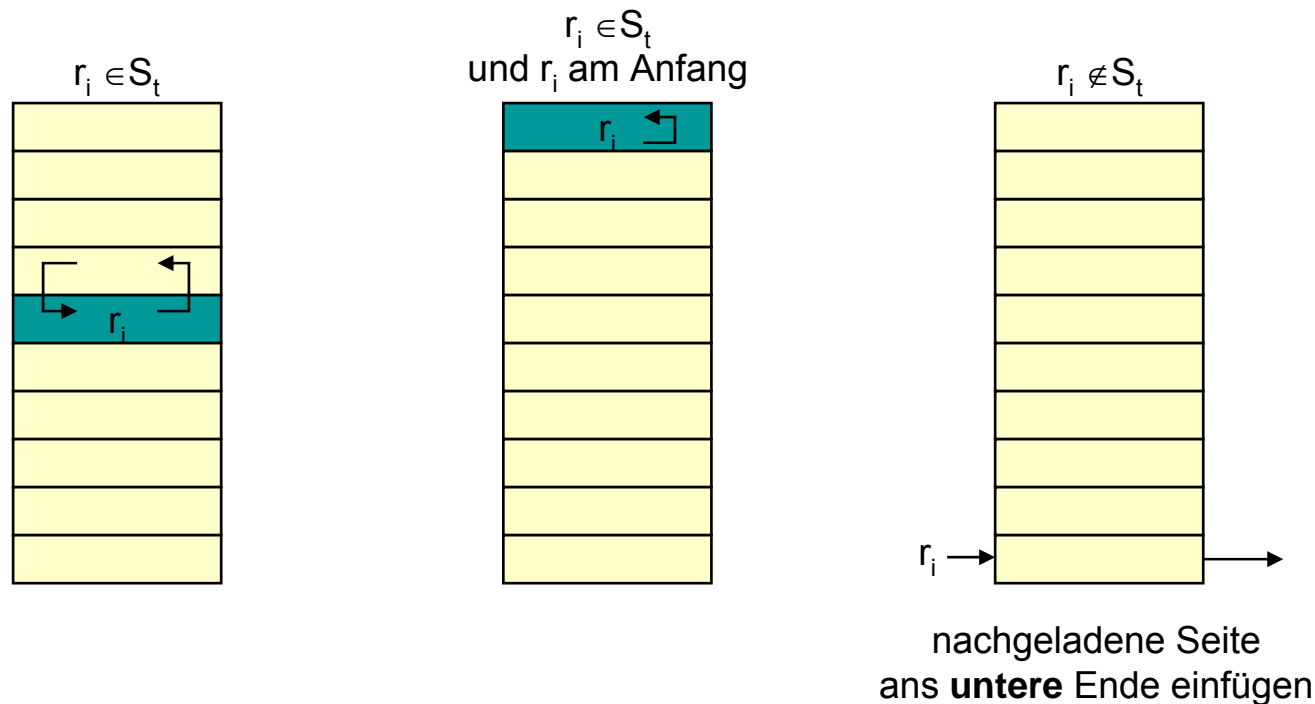 rᵢ ∈ Sₜ
rᵢ ∈ Sₜ
und rᵢ am Anfang
rᵢ ∉ Sₜ
rᵢ
rᵢ
rᵢ
nachgeladene Seite
ans untere Ende einfügen